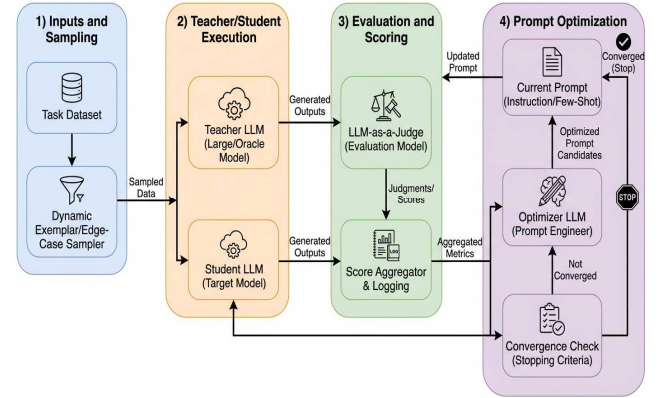 1) Inputs and
Sampling
Task Dataset
Dynamic
Exemplar/Edge-
Case Sampler
Sampled
Data
2) Teacher/Student
Execution
Teacher LLM
(Large/Oracle
Model)
Student LLM
(Target Model)
Generated
Outputs
Generated
Outputs
3) Evaluation and
Scoring
LLM-as-a-Judge
(Evaluation Model)
Judgments/
Scores
LOG
Score Aggregator
& Logging
Aggregated
Metrics
4) Prompt Optimization
Updated
Prompt
Converged
(Stop)
Current Prompt
(Instruction/Few-Shot)
Optimized
Prompt
Candidates
STOP
Optimizer LLM
(Prompt Engineer)
Not
Converged
Convergence Check
(Stopping Criteria)